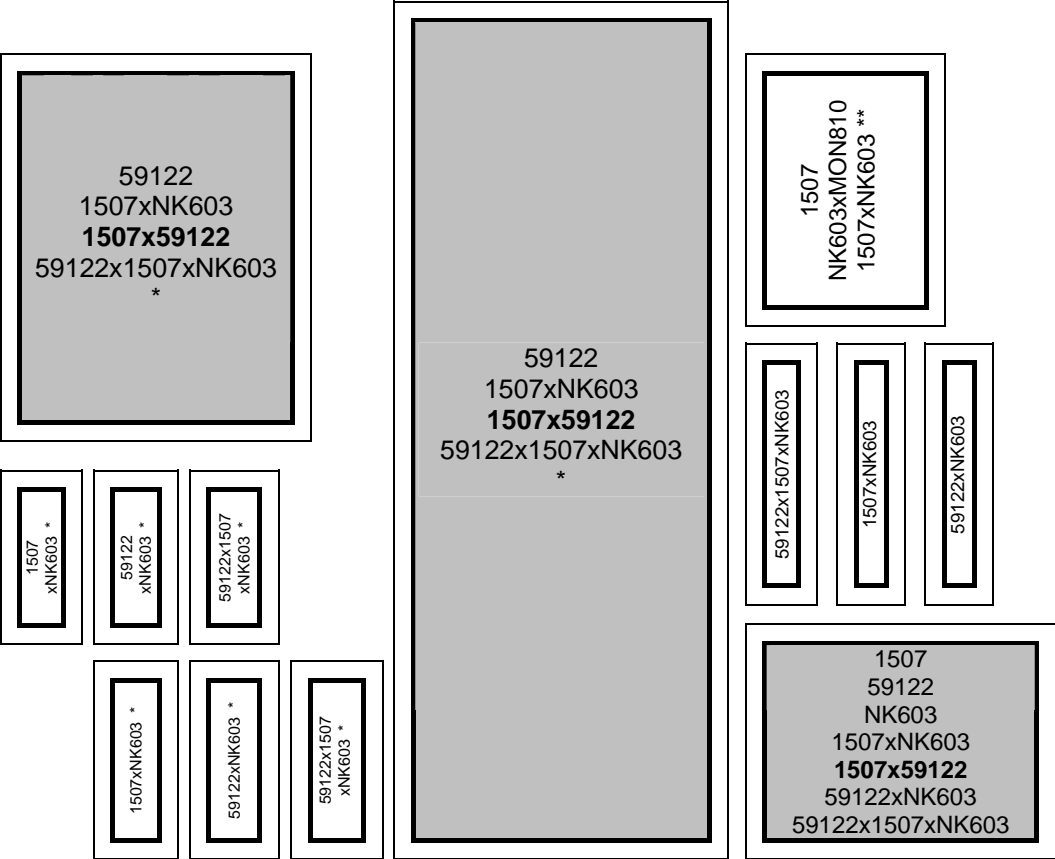 59122
1507xNK603
1507x59122
59122x1507xNK603
*
1507
xNK603 *
59122
xNK603 *
59122x1507
xNK603 *
1507xNK603 *
59122xNK603 *
59122x1507
xNK603 *
59122
1507xNK603
1507x59122
59122x1507xNK603
*
1507
NK603xMON810
1507xNK603 **
59122x1507xNK603
1507xNK603
59122xNK603
1507
59122
NK603
1507xNK603
1507x59122
59122xNK603
59122x1507xNK603